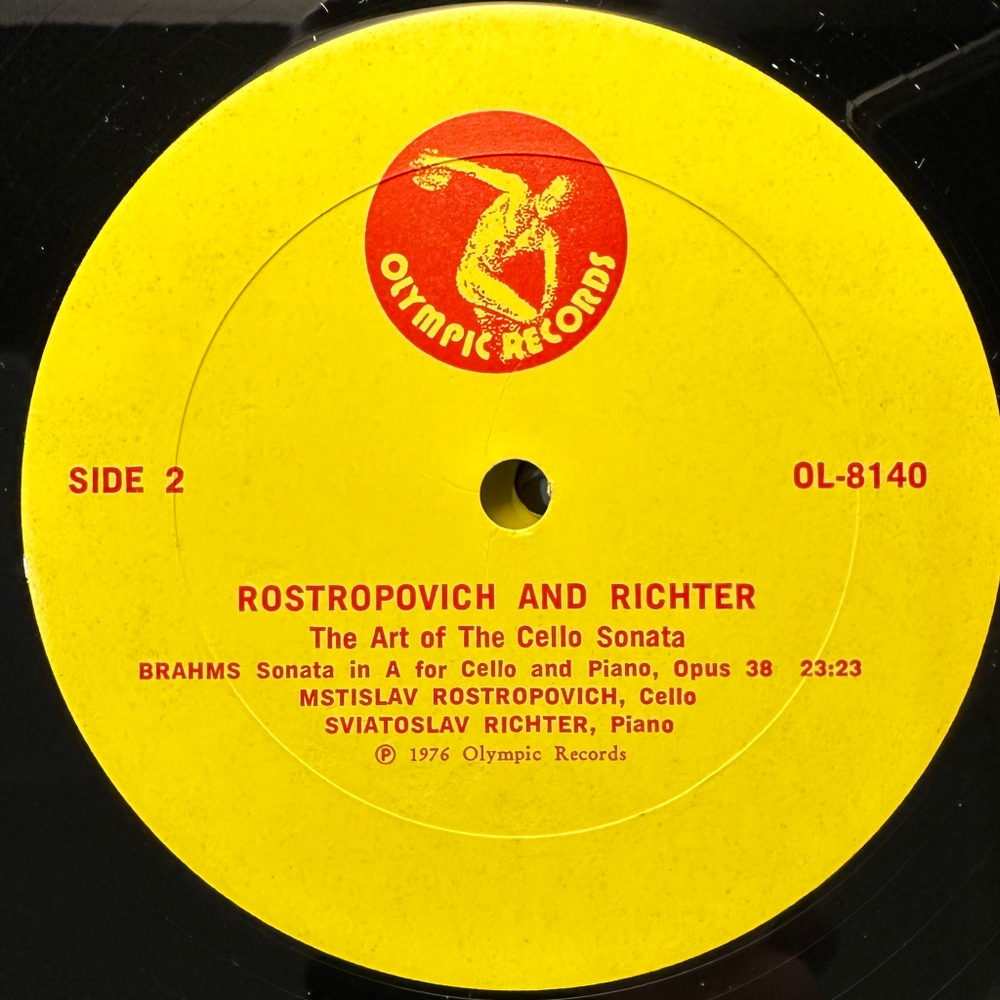 OLYMPIC RECORDS
SIDE 2
OL-8140
ROSTROPOVICH AND RICHTER
The Art of The Cello Sonata
BRAHMS Sonata in A for Cello and Piano, Opus 38 23:23
MSTISLAV ROSTROPOVICH, Cello
SVIATOSLAV RICHTER, Piano
℗ 1976 Olympic Records